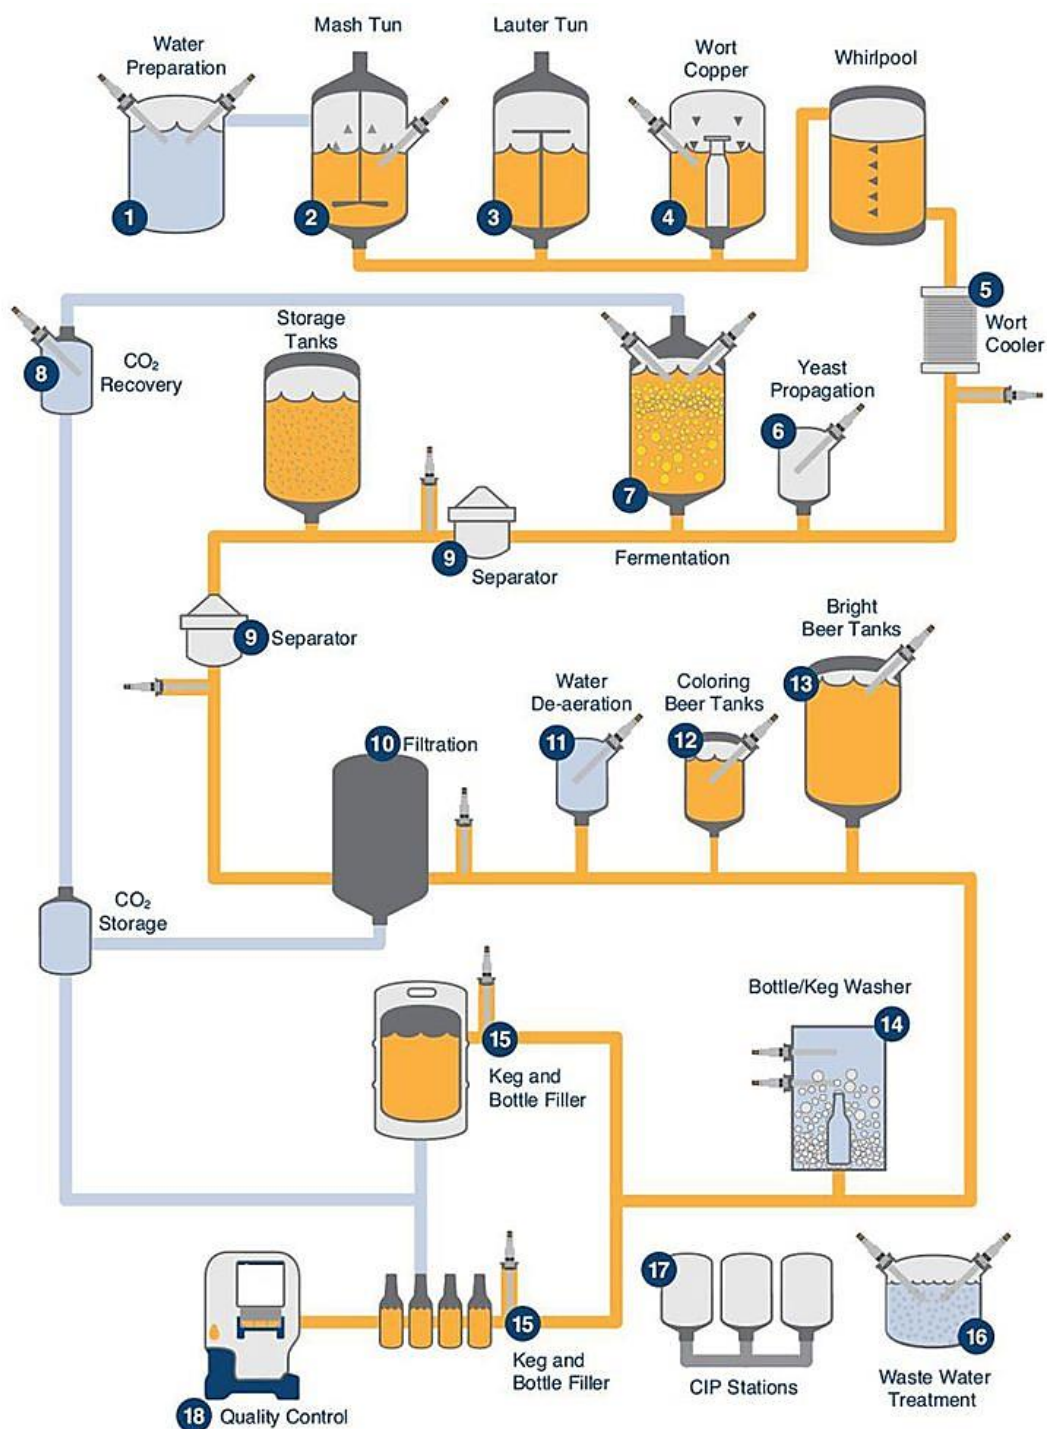 Water
Preparation
Mash Tun
Lauter Tun
Wort
Copper
Whirlpool
1
2
3
4
5
Wort
Cooler
8
CO₂
Recovery
Storage
Tanks
7
Fermentation
Yeast
Propagation
6
9
Separator
9 Separator
10 Filtration
Water
De-aeration
11
Coloring
Beer Tanks
12
Bright
Beer Tanks
13
CO₂
Storage
15
Keg and
Bottle Filler
Bottle/Keg Washer
14
15
Keg and
Bottle Filler
17
CIP Stations
16
Waste Water
Treatment
18 Quality Control